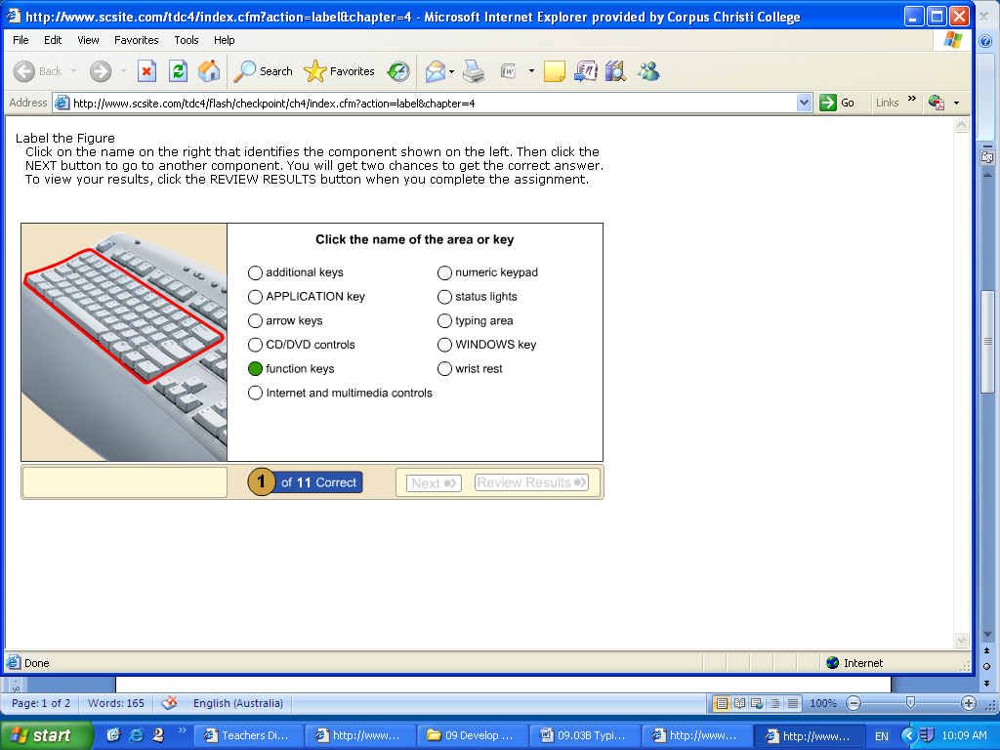 http://www.scsite.com/tdc4/index.cfm?action=label&chapter=4 - Microsoft Internet Explorer provided by Corpus Christi College
File Edit View Favorites Tools Help
Back Search Favorites
Address http://www.scsite.com/tdc4/flash/checkpoint/ch4/index.cfm?action=label&chapter=4 Go Links »
Label the Figure
Click on the name on the right that identifies the component shown on the left. Then click the
NEXT button to go to another component. You will get two chances to get the correct answer.
To view your results, click the REVIEW RESULTS button when you complete the assignment.
Click the name of the area or key
additional keys
APPLICATION key
arrow keys
CD/DVD controls
function keys
Internet and multimedia controls
numeric keypad
status lights
typing area
WINDOWS key
wrist rest
1 of 11 Correct
Next
Review Results
Done Internet
Page: 1 of 2 Words: 165 English (Australia) 100%
start Teachers Di... http://www... 09 Develop ... 09.03B Typi... http://www... http://www... EN 10:09 AM